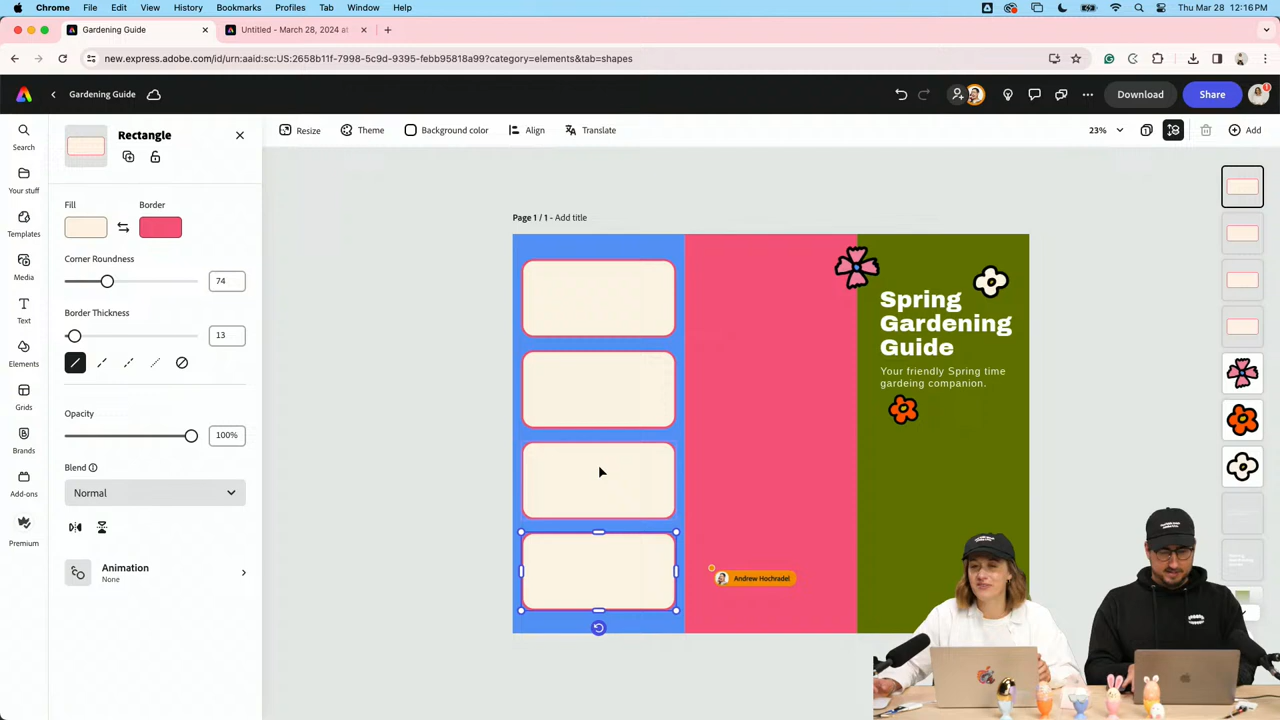 Chrome File Edit View History Bookmarks Profiles Tab Window Help
Thu Mar 28 12:16 PM
Gardening Guide
Untitled - March 28, 2024 at
new.express.adobe.com/id/urn:aaid:sc:US:2658b11f-7998-5c9d-9395-febb95818a99?category=elements&tab=shapes
Gardening Guide
Download
Share
Resize
Theme
Background color
Align
Translate
23%
Add
Search
Your stuff
Templates
Media
Text
Elements
Grids
Brands
Add-ons
Premium
Rectangle
Fill
Border
Corner Roundness
74
Border Thickness
13
Opacity
100%
Blend
Normal
Animation
None
Page 1 / 1 - Add title
Spring
Gardening
Guide
Your friendly Spring time
gardeing companion.
Andrew Hochradel